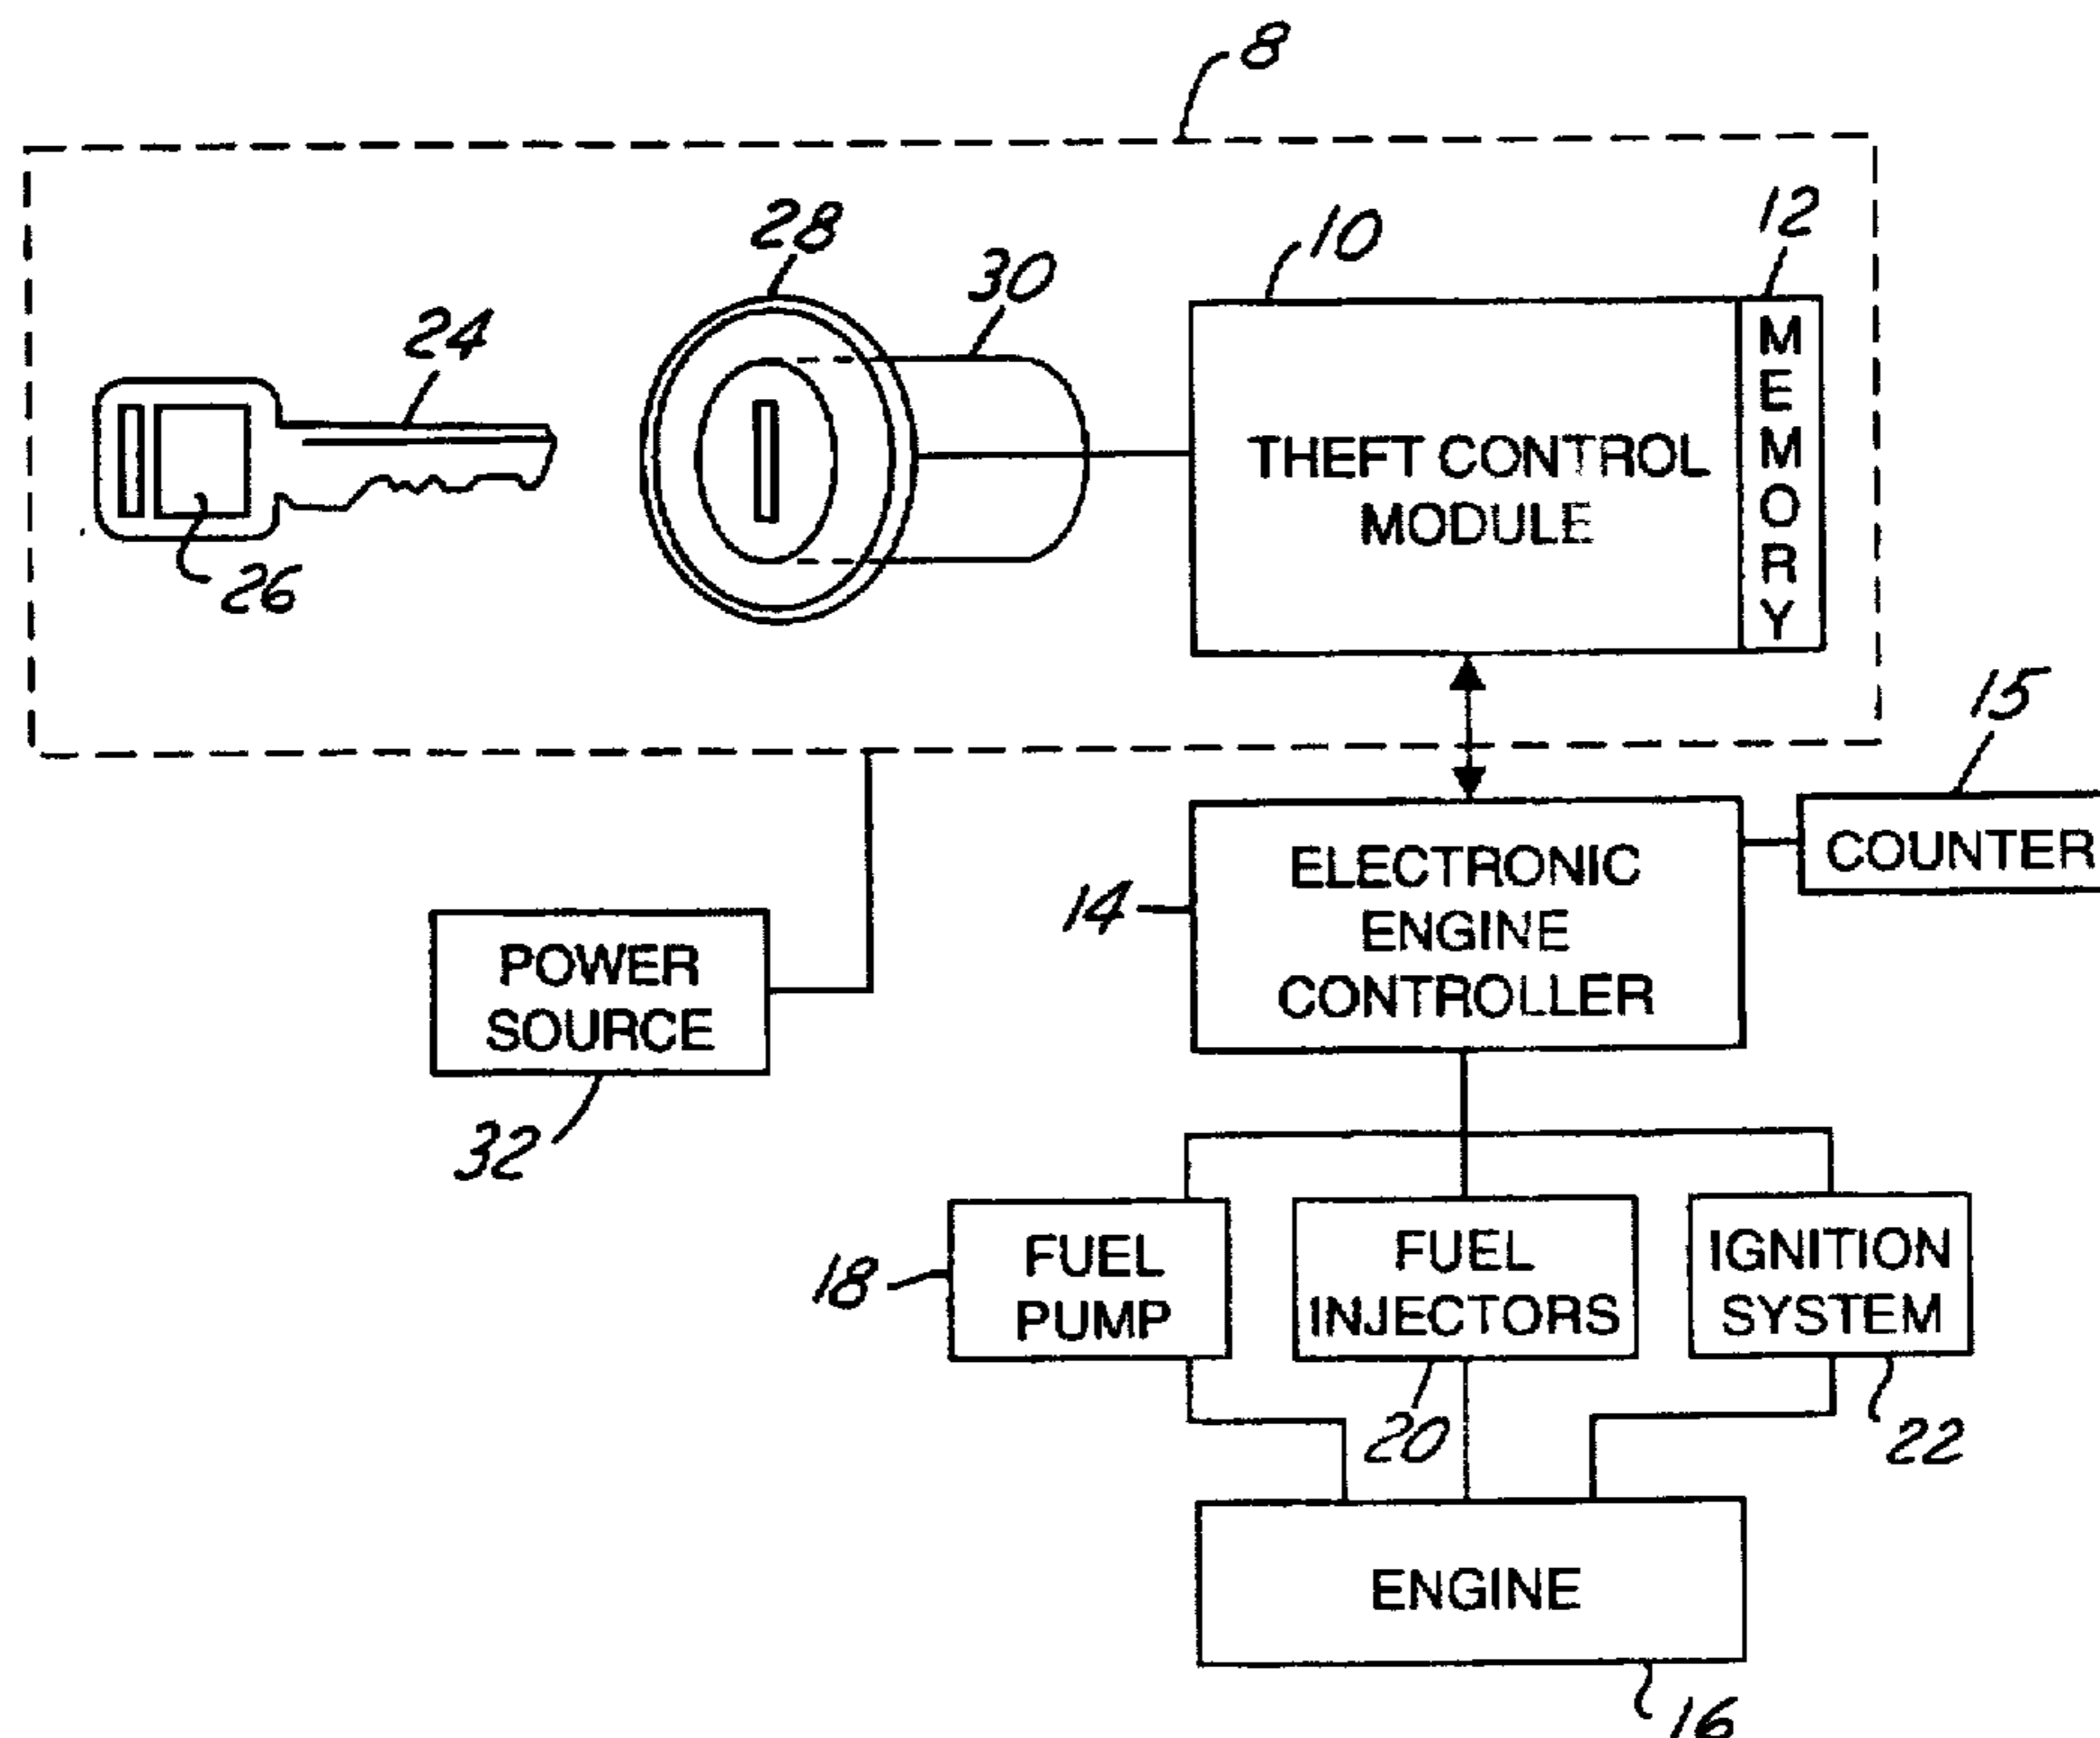 8
28
30
10
12
24
26
THEFT CONTROL
MODULE
M
E
M
O
R
Y
15
COUNTER
14
ELECTRONIC
ENGINE
CONTROLLER
POWER
SOURCE
32
18
FUEL
PUMP
FUEL
INJECTORS
IGNITION
SYSTEM
20
22
ENGINE
16